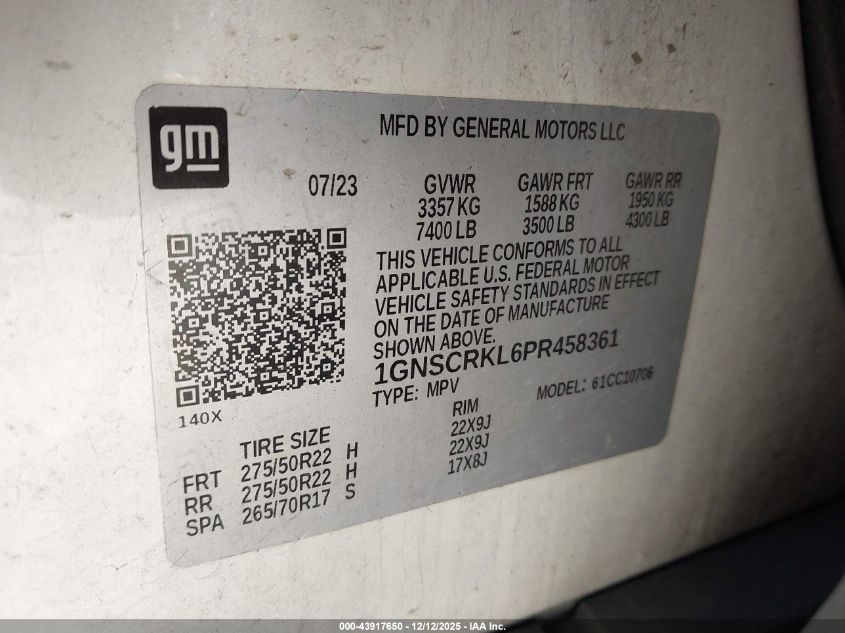 gm
MFD BY GENERAL MOTORS LLC
07/23 GVWR GAWR FRT GAWR RR
3357 KG 1588 KG 1950 KG
7400 LB 3500 LB 4300 LB
THIS VEHICLE CONFORMS TO ALL
APPLICABLE U.S. FEDERAL MOTOR
VEHICLE SAFETY STANDARDS IN EFFECT
ON THE DATE OF MANUFACTURE
SHOWN ABOVE.
1GNSCRKL6PR458361
TYPE: MPV MODEL: 61CC10706
140X
TIRE SIZE RIM
FRT 275/50R22 H 22X9J
RR 275/50R22 H 22X9J
SPA 265/70R17 S 17X8J
000-43917650 - 12/12/2025 - IAA Inc.